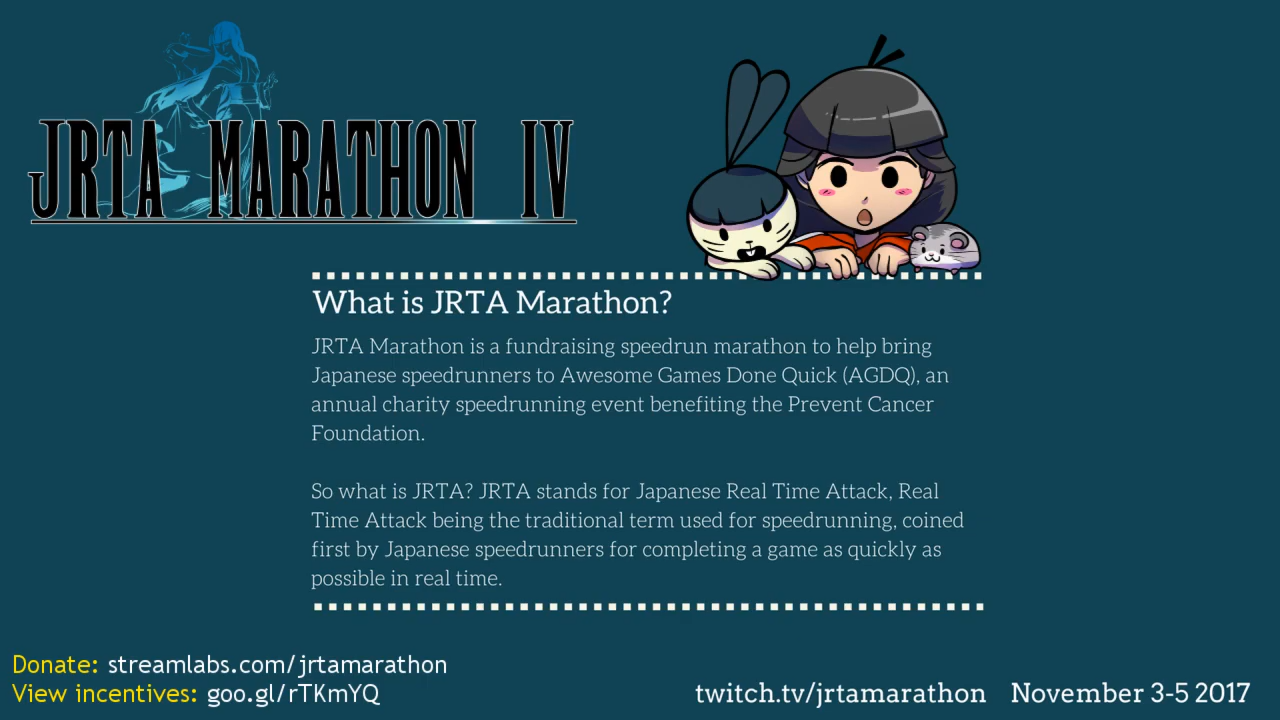 JRTA MARATHON IV
What is JRTA Marathon?
JRTA Marathon is a fundraising speedrun marathon to help bring
Japanese speedrunners to Awesome Games Done Quick (AGDQ), an
annual charity speedrunning event benefiting the Prevent Cancer
Foundation.
So what is JRTA? JRTA stands for Japanese Real Time Attack, Real
Time Attack being the traditional term used for speedrunning, coined
first by Japanese speedrunners for completing a game as quickly as
possible in real time.
Donate: streamlabs.com/jrtamarathon
View incentives: goo.gl/rTKmYQ
twitch.tv/jrtamarathon November 3-5 2017